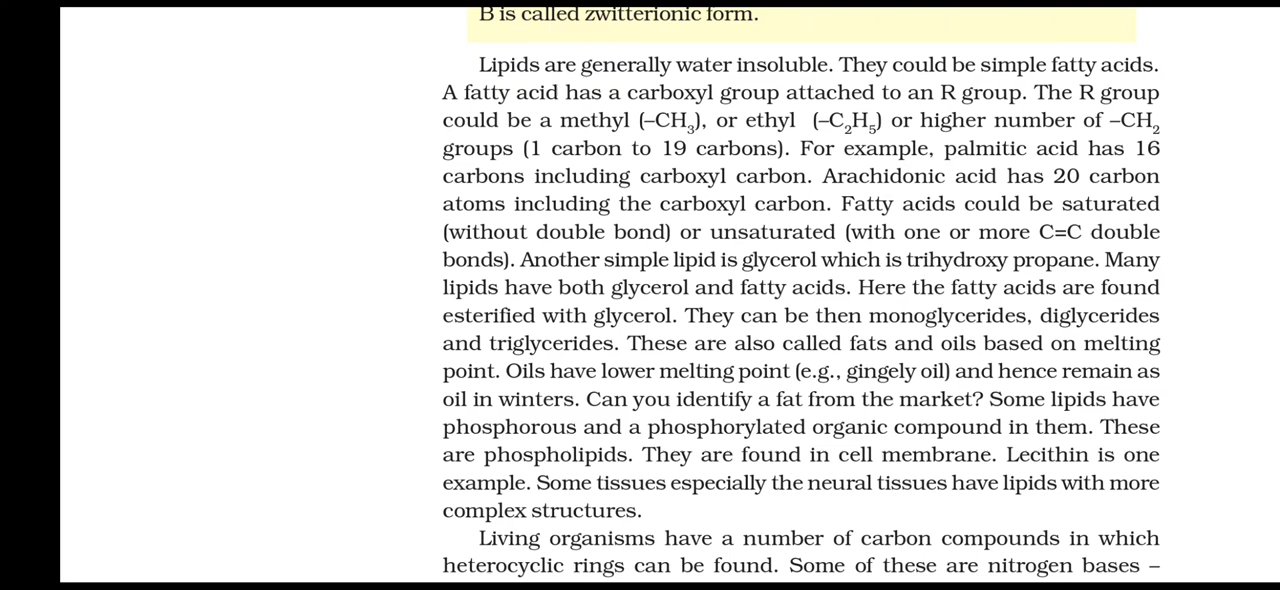 B is called zwitterionic form.
Lipids are generally water insoluble. They could be simple fatty acids.
A fatty acid has a carboxyl group attached to an R group. The R group
could be a methyl (–CH₃), or ethyl (–C₂H₅) or higher number of –CH₂
groups (1 carbon to 19 carbons). For example, palmitic acid has 16
carbons including carboxyl carbon. Arachidonic acid has 20 carbon
atoms including the carboxyl carbon. Fatty acids could be saturated
(without double bond) or unsaturated (with one or more C=C double
bonds). Another simple lipid is glycerol which is trihydroxy propane. Many
lipids have both glycerol and fatty acids. Here the fatty acids are found
esterified with glycerol. They can be then monoglycerides, diglycerides
and triglycerides. These are also called fats and oils based on melting
point. Oils have lower melting point (e.g., gingely oil) and hence remain as
oil in winters. Can you identify a fat from the market? Some lipids have
phosphorous and a phosphorylated organic compound in them. These
are phospholipids. They are found in cell membrane. Lecithin is one
example. Some tissues especially the neural tissues have lipids with more
complex structures.
Living organisms have a number of carbon compounds in which
heterocyclic rings can be found. Some of these are nitrogen bases –